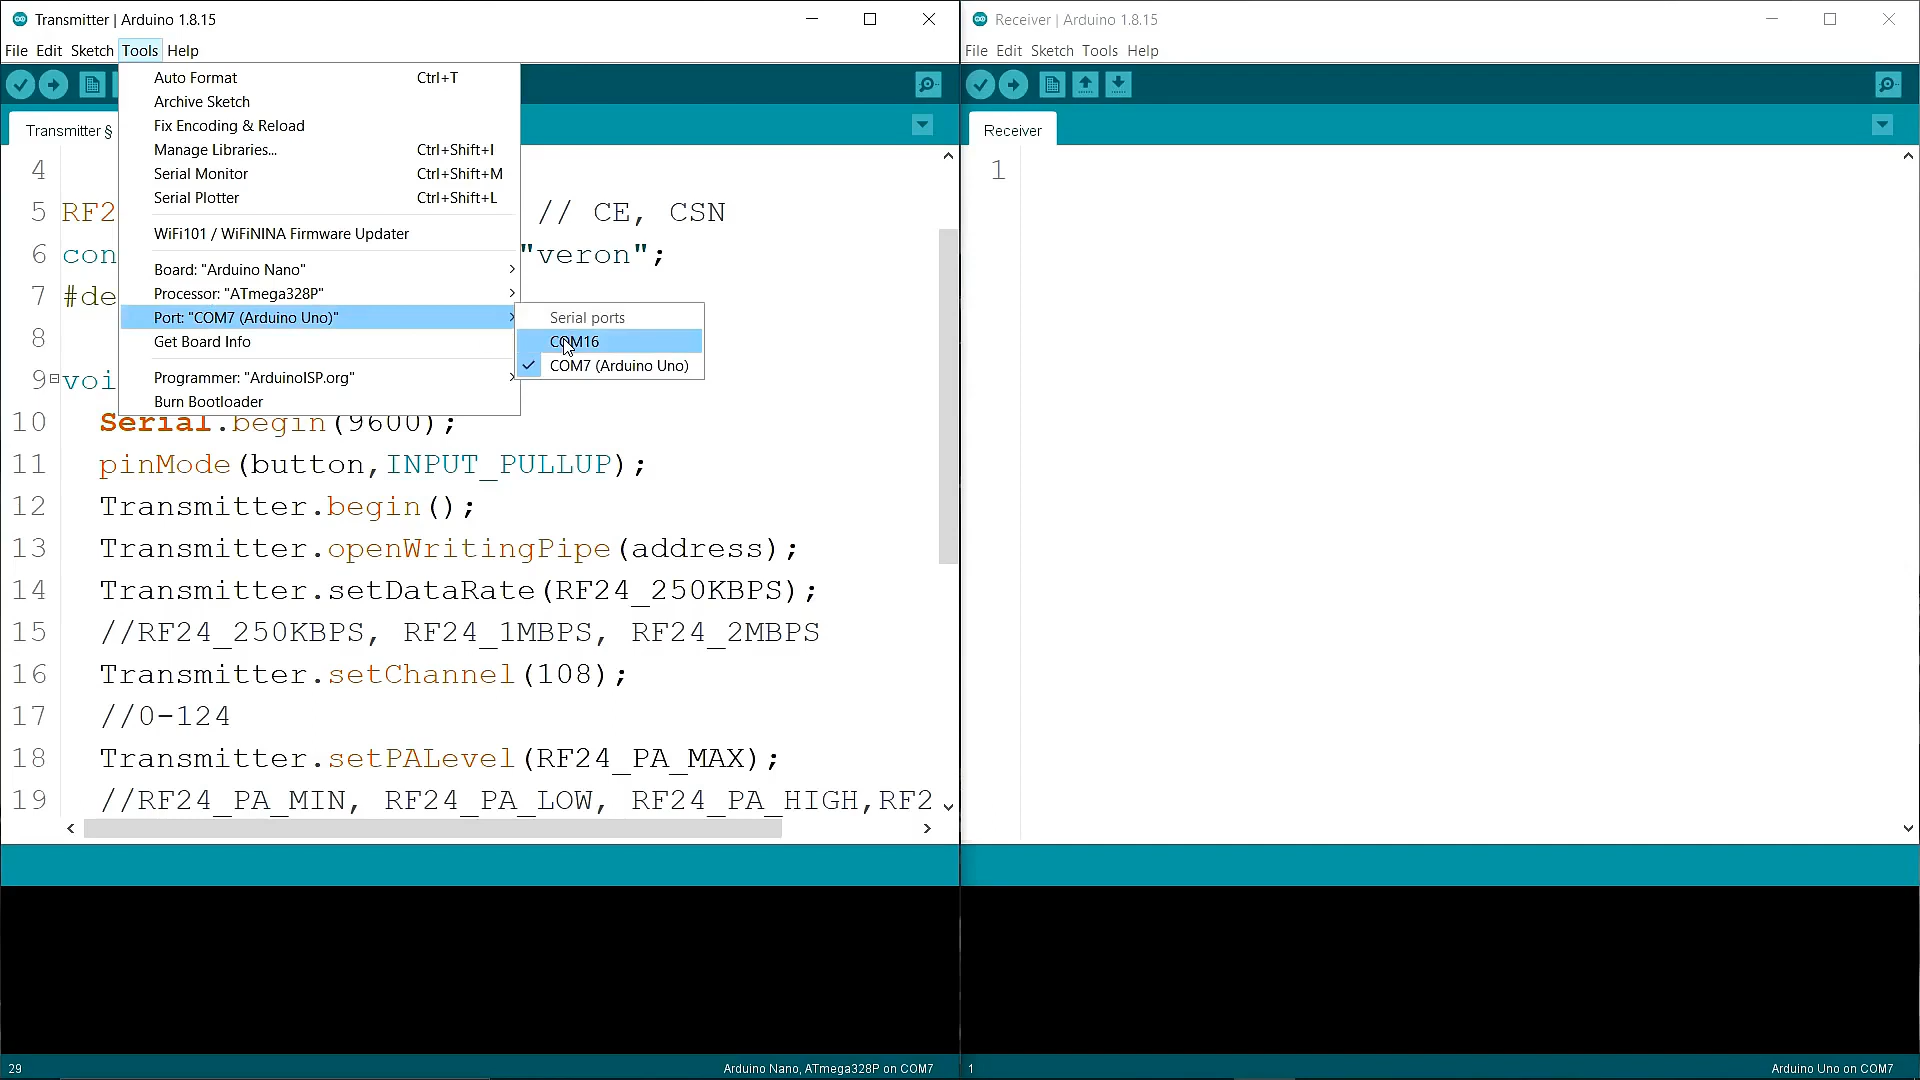 Transmitter | Arduino 1.8.15
File Edit Sketch Tools Help
Auto Format Ctrl+T
Archive Sketch
Fix Encoding & Reload
Manage Libraries... Ctrl+Shift+I
Serial Monitor Ctrl+Shift+M
Serial Plotter Ctrl+Shift+L
WiFi101 / WiFiNINA Firmware Updater
Board: "Arduino Nano"
Processor: "ATmega328P"
Port: "COM7 (Arduino Uno)"
Get Board Info
Programmer: "ArduinoISP.org"
Burn Bootloader
Serial ports
COM16
COM7 (Arduino Uno)
Transmitter §
4
5 RF2 // CE, CSN
6 con "veron";
7 #de
8
9 voi
10 Serial.begin(9600);
11 pinMode(button,INPUT_PULLUP);
12 Transmitter.begin();
13 Transmitter.openWritingPipe(address);
14 Transmitter.setDataRate(RF24_250KBPS);
15 //RF24_250KBPS, RF24_1MBPS, RF24_2MBPS
16 Transmitter.setChannel(108);
17 //0-124
18 Transmitter.setPALevel(RF24_PA_MAX);
19 //RF24_PA_MIN, RF24_PA_LOW, RF24_PA_HIGH,RF2
29 Arduino Nano, ATmega328P on COM7
Receiver | Arduino 1.8.15
File Edit Sketch Tools Help
Receiver
1
1 Arduino Uno on COM7